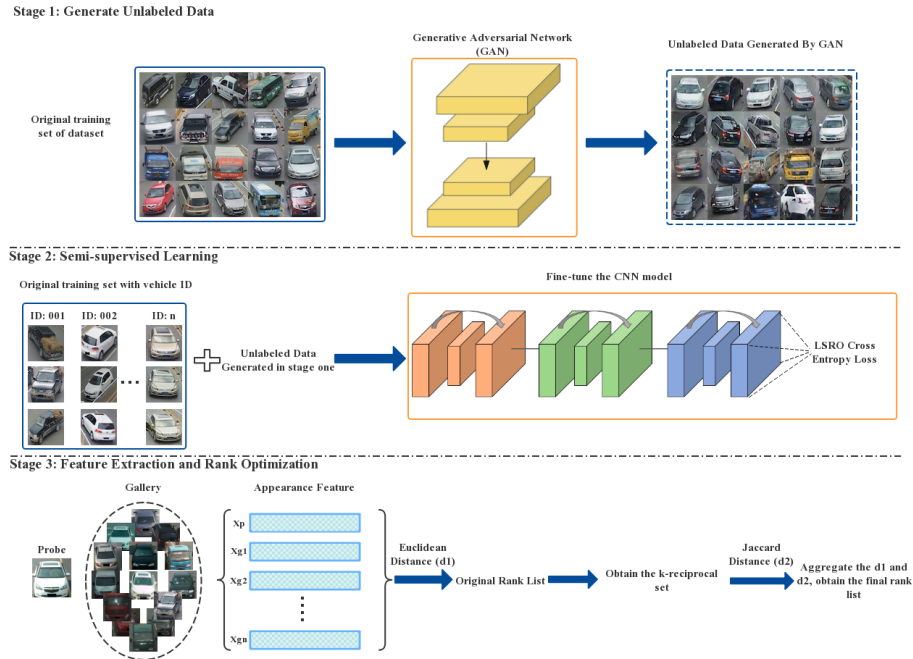 Stage 1: Generate Unlabeled Data
Generative Adversarial Network
(GAN)
Unlabeled Data Generated By GAN
Original training
set of dataset
Stage 2: Semi-supervised Learning
Original training set with vehicle ID
Fine-tune the CNN model
ID: 001
ID: 002
ID: n
Unlabeled Data
Generated in stage one
LSRO Cross
Entropy Loss
Stage 3: Feature Extraction and Rank Optimization
Gallery
Appearance Feature
Probe
Xp
Xg1
Xg2
Xgn
Euclidean
Distance (d1)
Original Rank List
Obtain the k-reciprocal
set
Jaccard
Distance (d2)
Aggregate the d1 and
d2, obtain the final rank
list